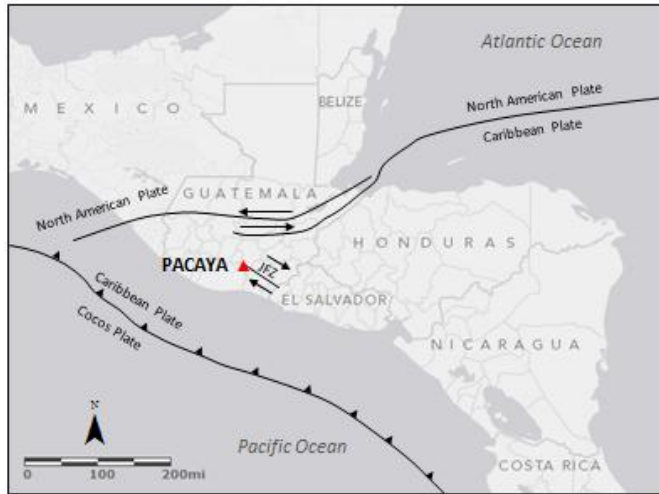 Atlantic Ocean
MEXICO
BELIZE
North American Plate
Caribbean Plate
GUATEMALA
North American Plate
HONDURAS
PACAYA
JFZ
EL SALVADOR
Caribbean Plate
Cocos Plate
NICARAGUA
N
Pacific Ocean
0 100 200mi
COSTA RICA